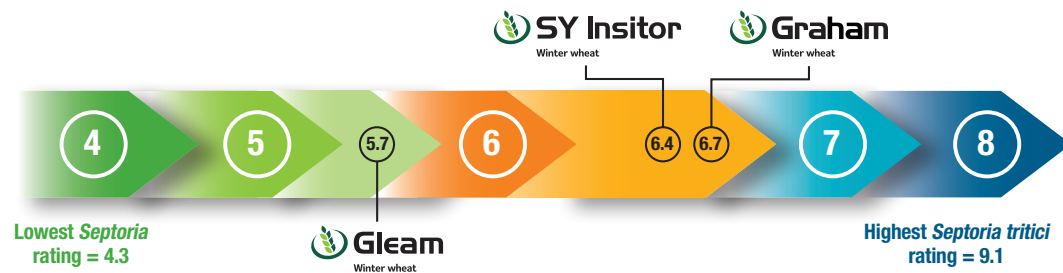 SY Insitor
Winter wheat
Graham
Winter wheat
4
5
5.7
6
6.4
6.7
7
8
Lowest Septoria
rating = 4.3
Gleam
Winter wheat
Highest Septoria tritici
rating = 9.1